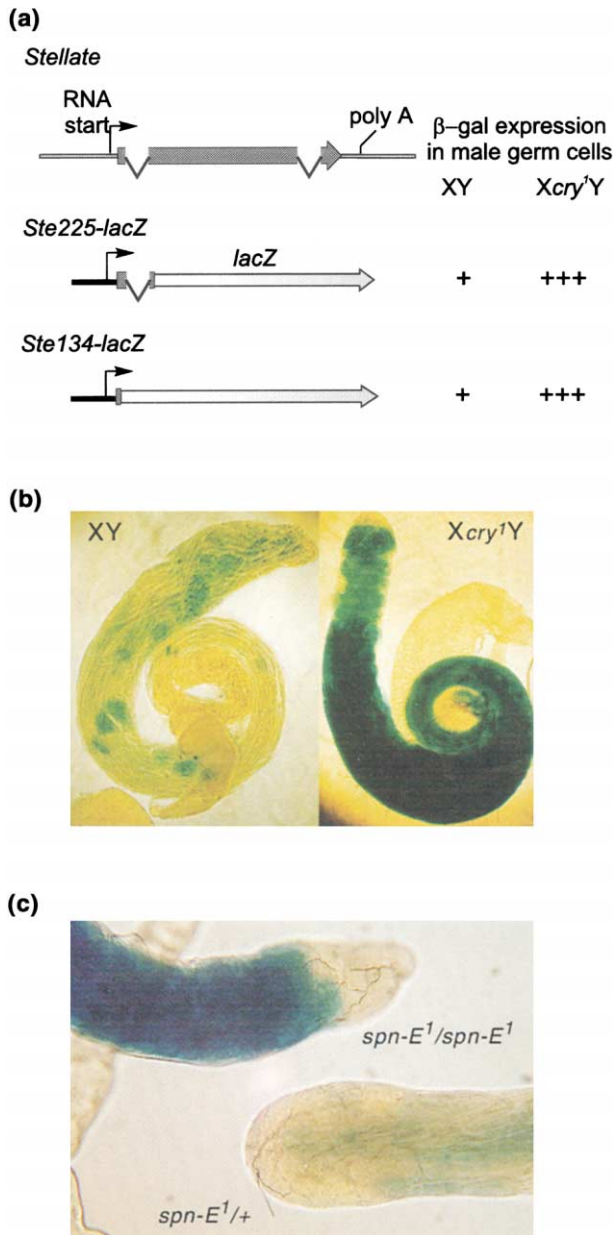 (a)
Stellate
RNA
start
poly A
β–gal expression
in male germ cells
XY Xcry¹Y
Ste225-lacZ
lacZ
+ +++
Ste134-lacZ
+ +++
(b)
XY Xcry¹Y
(c)
spn-E¹/spn-E¹
spn-E¹/+